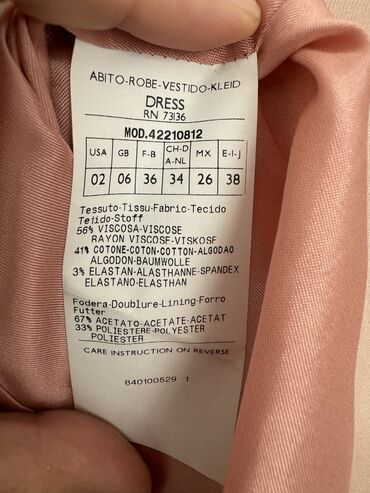 ABITO-ROBE-VESTIDO-KLEID
DRESS
RN 73136
MOD.42210812
USA GB F-B CH-D A-NL MX E-I-J
02 06 36 34 26 38
Tessuto-Tissu-Fabric-Tecido
Tejido-Stoff
56% VISCOSA-VISCOSE
RAYON VISCOSE-VISKOSE
41% COTONE-COTON-COTTON-ALGODAO
ALGODON-BAUMWOLLE
3% ELASTAN-ALASTHANNE-SPANDEX
ELASTANO-ELASTHAN
Fodera-Doublure-Lining-Forro
Futter
67% ACETATO-ACETATE-ACETAT
33% POLIESTERE-POLYESTER
POLIESTER
CARE INSTRUCTION ON REVERSE
840100529 1